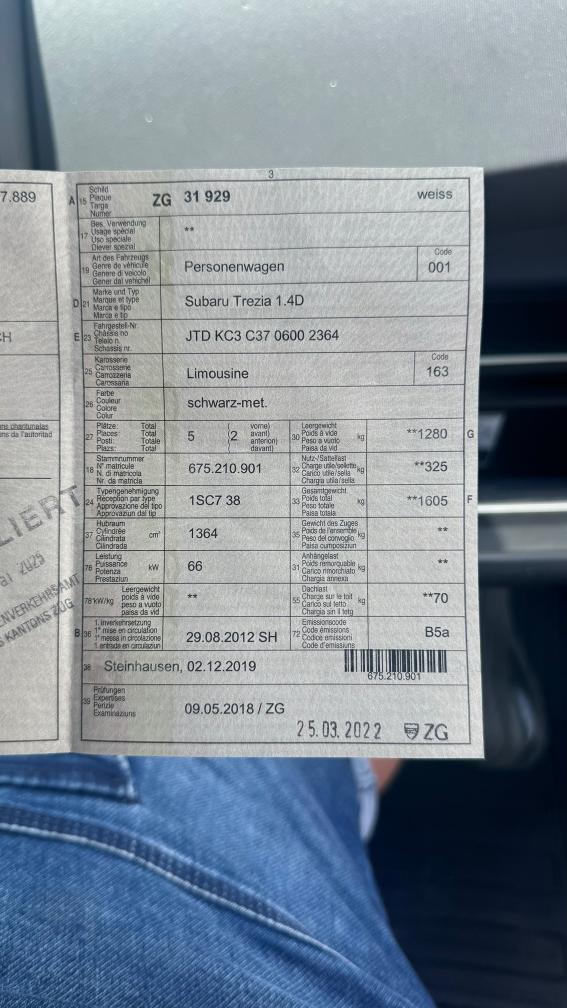 3
7.889
A 15 Schild
Plaque
Targa
Numer
ZG 31 929 weiss
17 Bes. Verwendung
Usage spécial
Uso speciale
Diever spezial
**
19 Art des Fahrzeugs
Genre de véhicule
Genere di veicolo
Gener dal vehichel
Personenwagen
Code
001
D 21 Marke und Typ
Marque et type
Marca e tipo
Marca e tip
Subaru Trezia 1.4D
CH
E 23 Fahrgestell-Nr.
Châssis no
Telaio n.
Schassis nr.
JTD KC3 C37 0600 2364
25 Karosserie
Carrosserie
Carrozzeria
Carossaria
Limousine
Code
163
26 Farbe
Couleur
Colore
Colur
schwarz-met.
27 Plätze: Total
Places: Total
Posti: Totale
Plazs: Total
5 (2 vorne)
avant)
anteriori)
davant)
30 Leergewicht
Poids à vide
Peso a vuoto
Paisa da vid
kg **1280 G
18 Stammnummer
N° matricule
N. di matricola
Nr. da matricla
675.210.901
32 Nutz-/Sattellast
Charge utile/sellette
Carico utile/sella
Chargia utila/sella
kg **325
24 Typengenehmigung
Réception par type
Approvazione del tipo
Approvaziun dal tip
1SC7 38
33 Gesamtgewicht
Poids total
Peso totale
Paisa totala
kg **1605 F
37 Hubraum
Cylindrée
Cilindrata
Cilindrada
cm³ 1364
35 Gewicht des Zuges
Poids de l'ensemble
Peso del convoglio
Paisa cumposiziun
kg **
76 Leistung
Puissance
Potenza
Prestaziun
kW 66
31 Anhängelast
Poids remorquable
Carico rimorchiato
Chargia annexa
kg **
78 kW/kg Leergewicht
poids à vide
peso a vuoto
paisa da vid
**
55 Dachlast
Charge sur le toit
Carico sul tetto
Chargia sin il tetg
kg **70
B 36 1. Inverkehrsetzung
1re mise en circulation
1a messa in circolazione
1 entrada en circulaziun
29.08.2012 SH
72 Emissionscode
Code émissions
Codice emissioni
Code d'emissiuns
B5a
38 Steinhausen, 02.12.2019
675.210.901
39 Prüfungen
Expertises
Perizie
Examinaziuns
09.05.2018 / ZG
25.03.2022 ZG
ns da l'autoritad
LIERT
2025
KANTONS ZUG